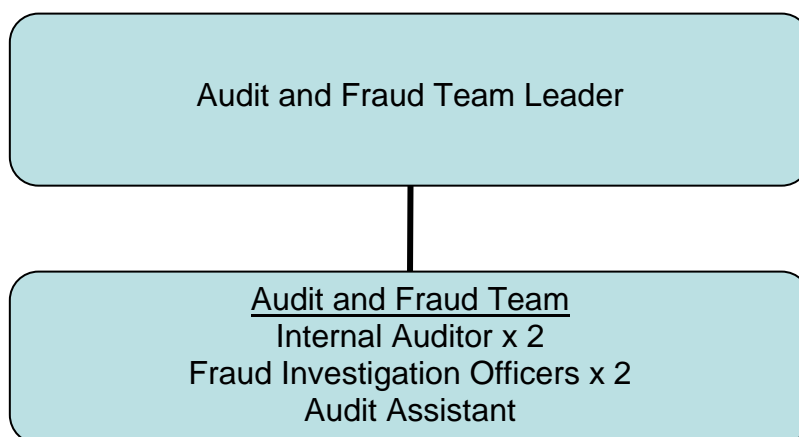 Audit and Fraud Team Leader
Audit and Fraud Team
Internal Auditor x 2
Fraud Investigation Officers x 2
Audit Assistant